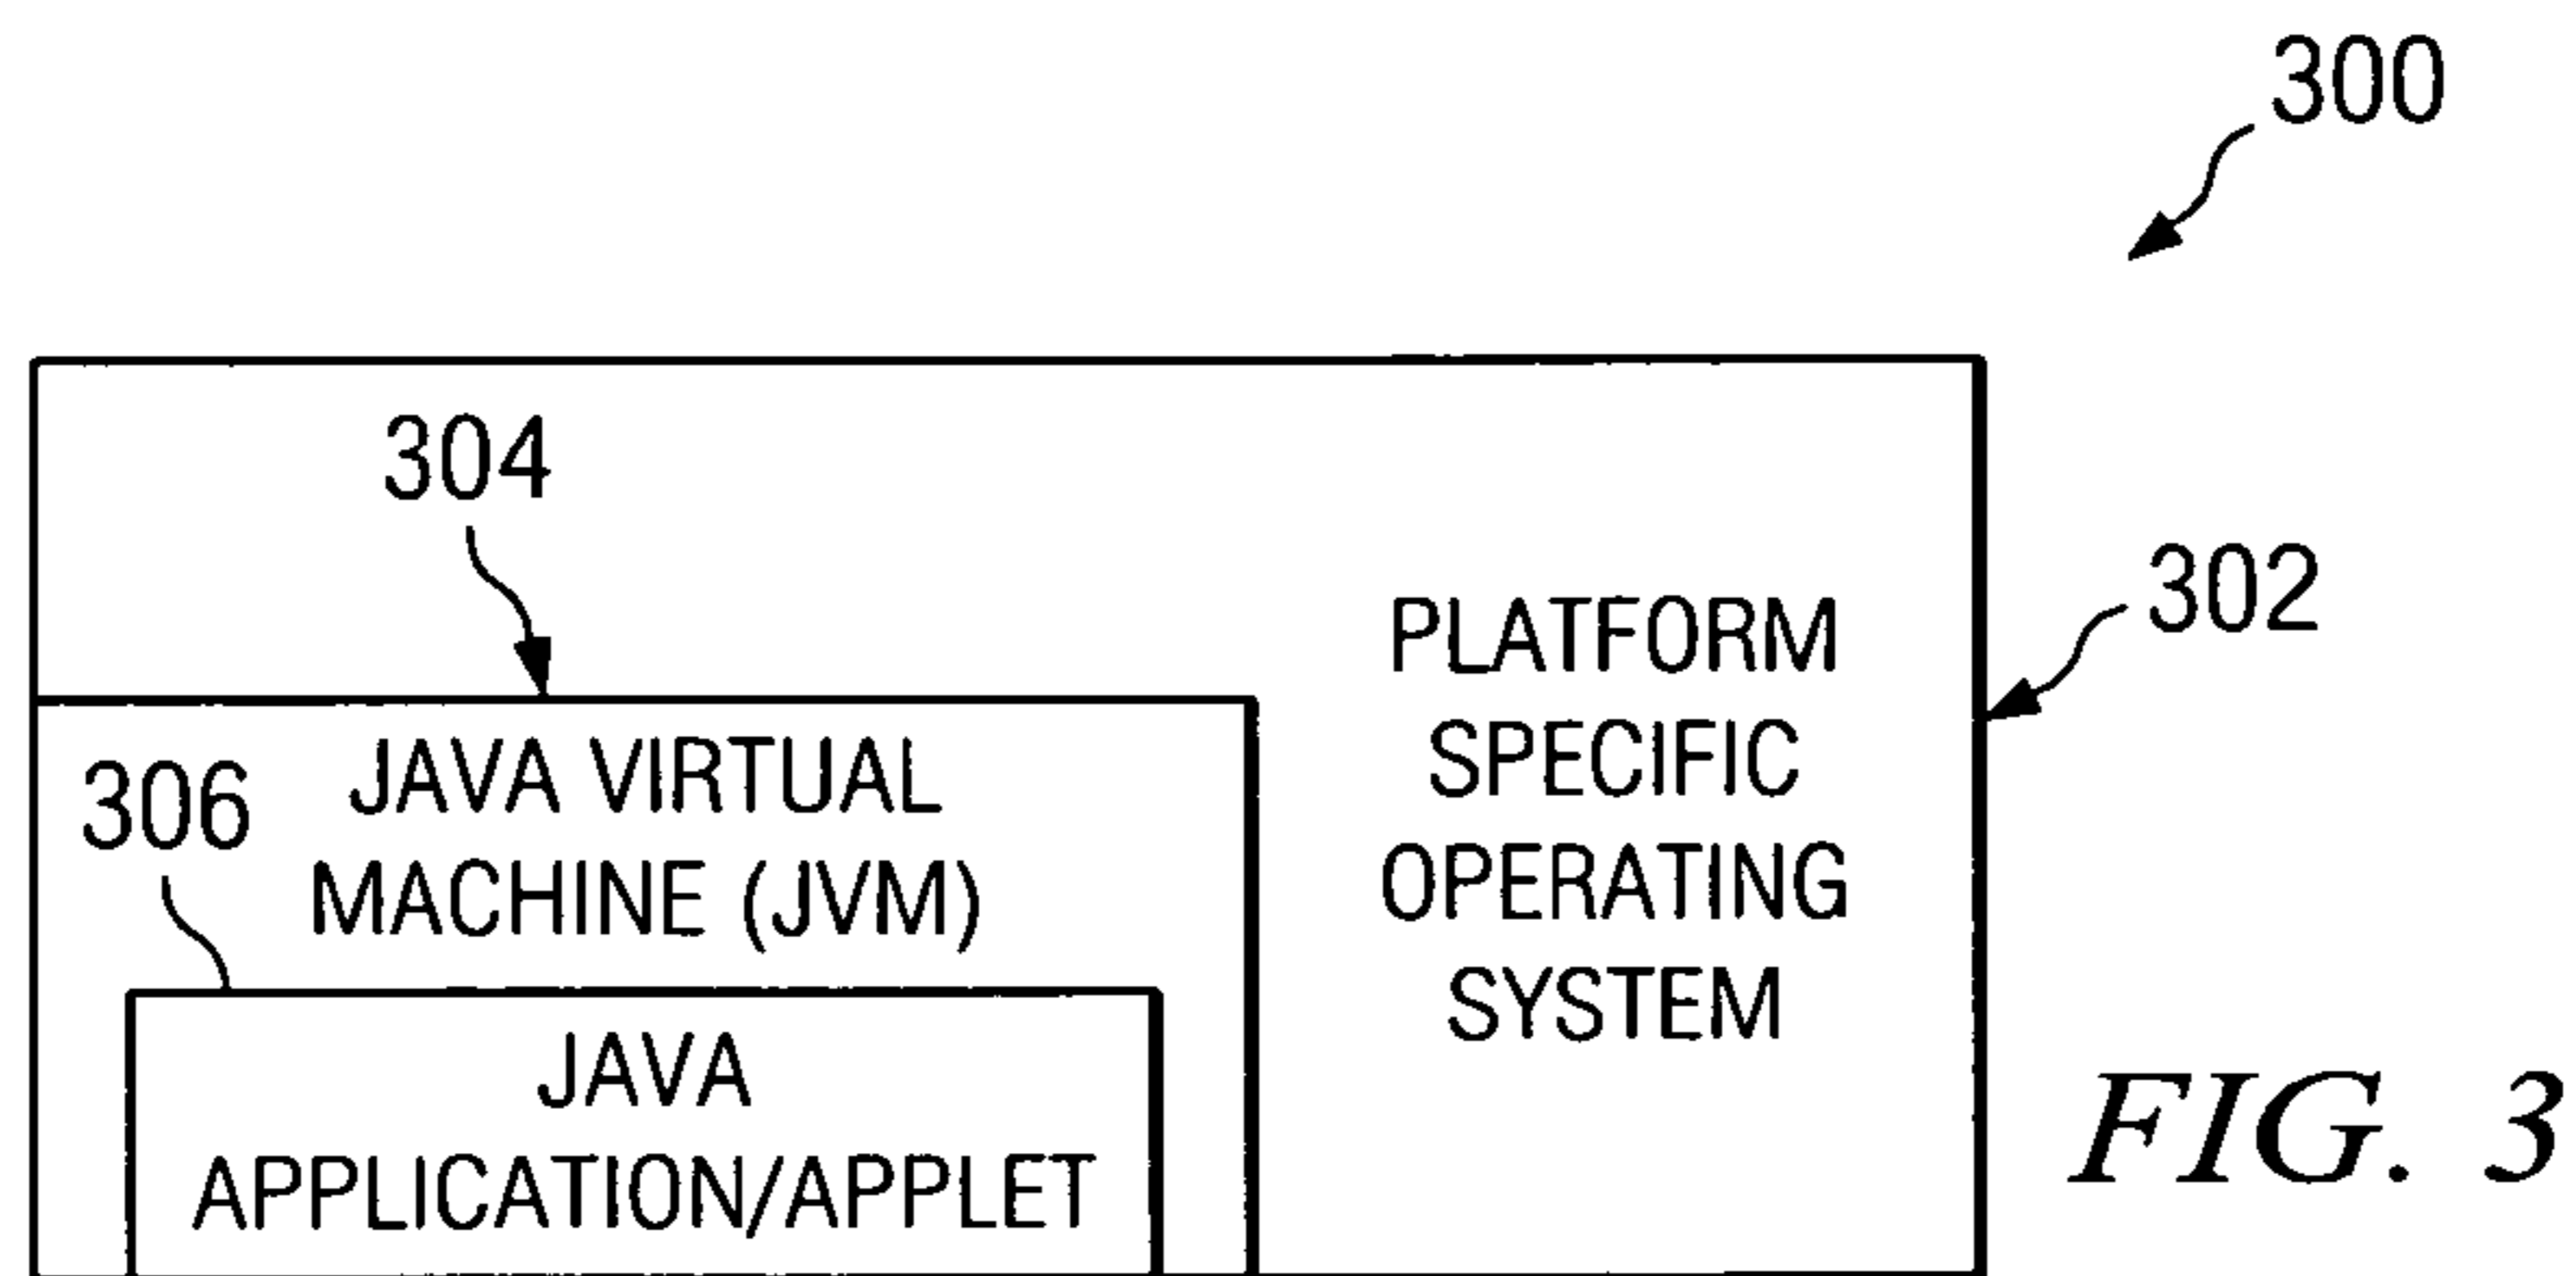 300
304
302
PLATFORM
SPECIFIC
OPERATING
SYSTEM
JAVA VIRTUAL
MACHINE (JVM)
306
JAVA
APPLICATION/APPLET
FIG. 3